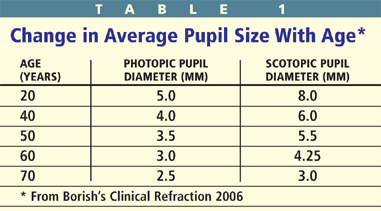 TABLE 1
Change in Average Pupil Size With Age*
AGE (YEARS) PHOTOPIC PUPIL DIAMETER (MM) SCOTOPIC PUPIL DIAMETER (MM)
20 5.0 8.0
40 4.0 6.0
50 3.5 5.5
60 3.0 4.25
70 2.5 3.0
* From Borish's Clinical Refraction 2006